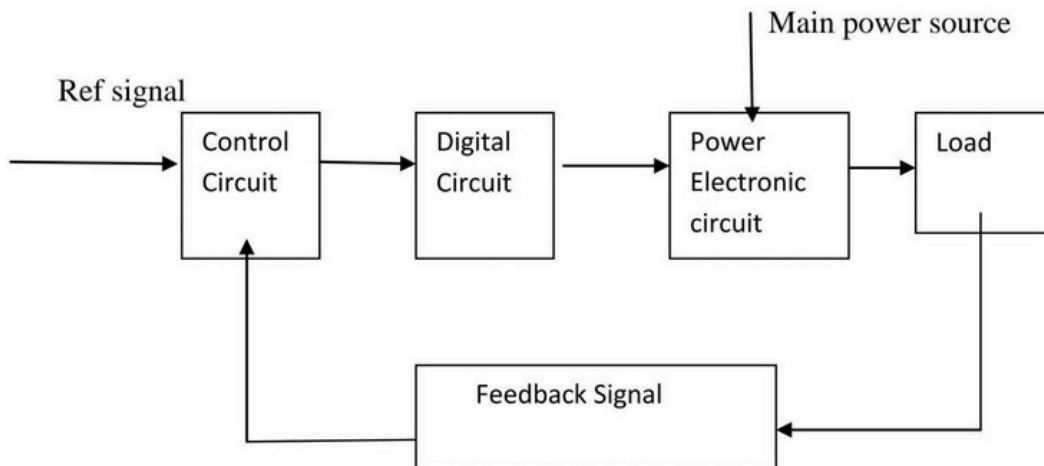 Main power source
Ref signal
Control
Circuit
Digital
Circuit
Power
Electronic
circuit
Load
Feedback Signal